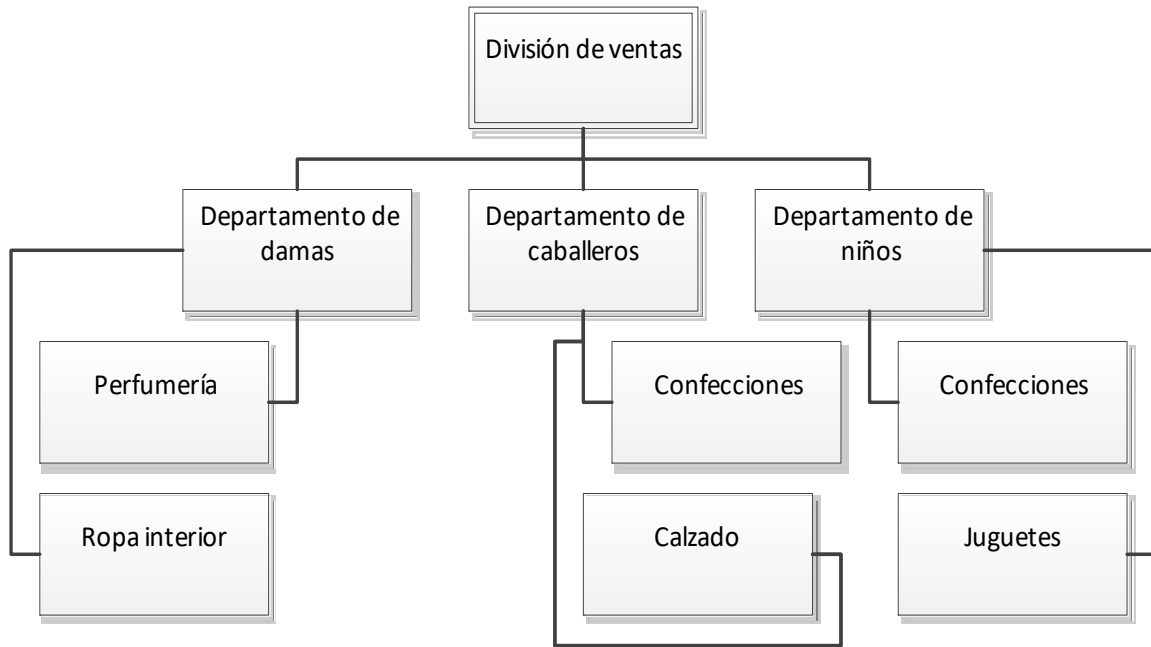 División de ventas
Departamento de
damas
Departamento de
caballeros
Departamento de
niños
Perfumería
Confecciones
Confecciones
Ropa interior
Calzado
Juguetes